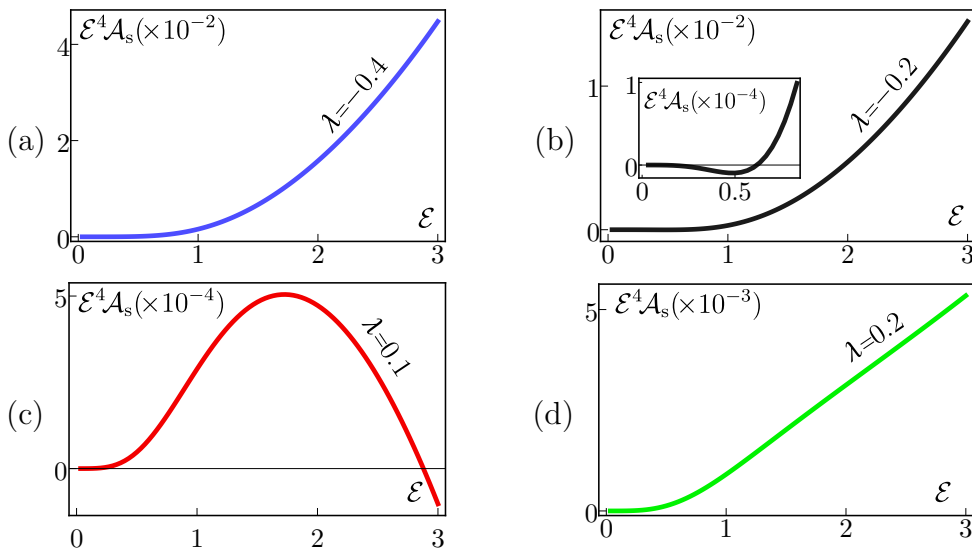 (a)
ℰ⁴𝒜ₛ(×10⁻²)
λ=−0.4
4
2
0
0 1 2 3
ℰ
(b)
ℰ⁴𝒜ₛ(×10⁻²)
λ=−0.2
1
0
0 1 2 3
ℰ⁴𝒜ₛ(×10⁻⁴)
1
0
0 0.5
(c)
ℰ⁴𝒜ₛ(×10⁻⁴)
λ=0.1
5
0
ℰ
0 1 2 3
(d)
ℰ⁴𝒜ₛ(×10⁻³)
λ=0.2
5
0
ℰ
0 1 2 3